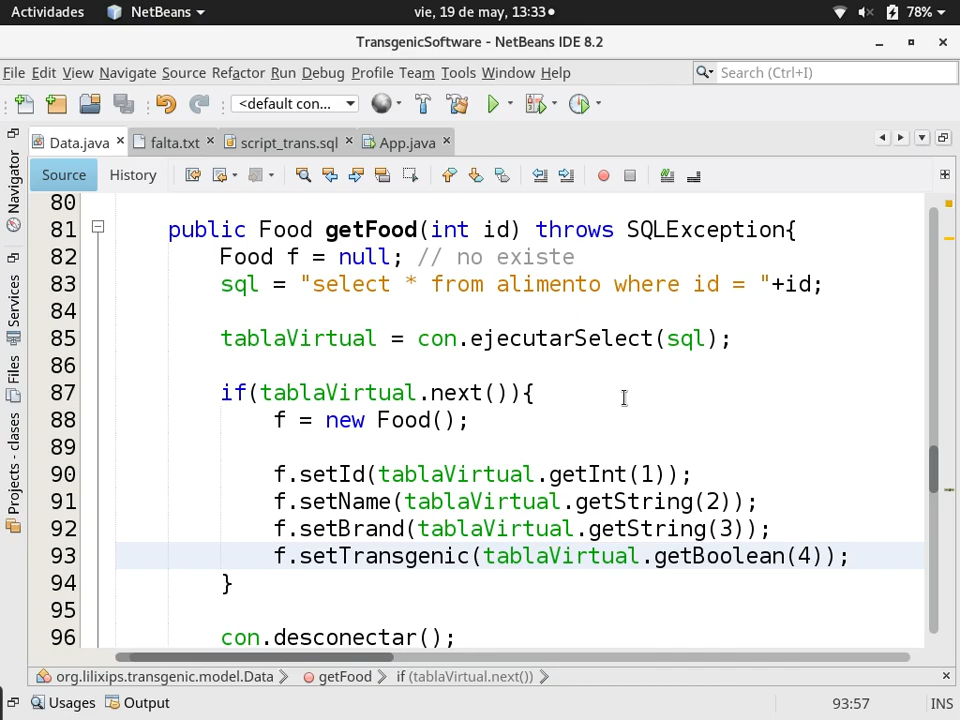 Actividades NetBeans vie, 19 de may, 13:33 78%
TransgenicSoftware - NetBeans IDE 8.2
File Edit View Navigate Source Refactor Run Debug Profile Team Tools Window Help Search (Ctrl+I)
<default con...
Data.java falta.txt script_trans.sql App.java
Source History
80
81 public Food getFood(int id) throws SQLException{
82 Food f = null; // no existe
83 sql = "select * from alimento where id = "+id;
84
85 tablaVirtual = con.ejecutarSelect(sql);
86
87 if(tablaVirtual.next()){
88 f = new Food();
89
90 f.setId(tablaVirtual.getInt(1));
91 f.setName(tablaVirtual.getString(2));
92 f.setBrand(tablaVirtual.getString(3));
93 f.setTransgenic(tablaVirtual.getBoolean(4));
94 }
95
96 con.desconectar();
Navigator
Services
Files
Projects - clases
org.lilixips.transgenic.model.Data getFood if (tablaVirtual.next())
Usages Output 93:57 INS